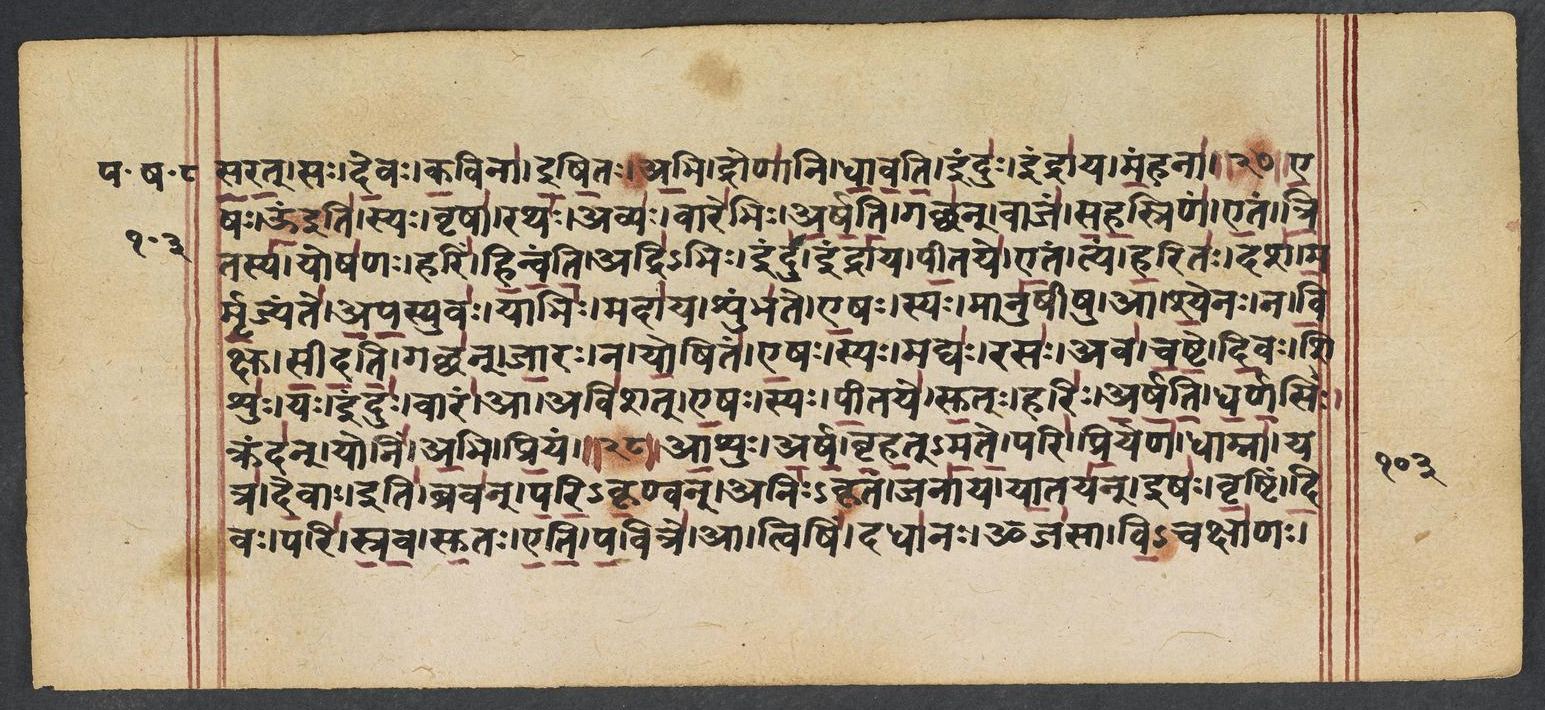 प॰ ष॰ ८
सरत्।सः।देवः।कविना।इषितः।अभि।द्रोणानि।धावति।इंदुः।इंद्राय।मंहना।।२७।ए
षः।ऊंइति।स्यः।वृषा।रथः।अव्यः।वारेभिः।अर्षति।गच्छन्।वाजं।सहस्रिणं।एतं।त्रि
१॰३
तस्य।योषणः।हरिं।हिन्वंति।अद्रिऽभिः।इंदुं।इंद्राय।पीतये।एतं।त्यं।हरितः।दश।म
र्मृज्यंते।अपस्युवः।याभिः।मदाय।शुंभते।एषः।स्यः।मानुषीषु।आ।श्येनः।न।वि
क्षु।सीदति।गच्छन्।जारः।न।योषितं।एषः।स्यः।मद्यः।रसः।अव।चष्टे।दिवः।शि
शुः।यः।इंदुः।वारं।आ।अविशत्।एषः।स्यः।पीतये।सुतः।हरिः।अर्षति।धर्णसिः।
क्रंदन्।योनिं।अभि।प्रियं।।२८।आशुः।अर्ष।बृहत्ऽमते।परि।प्रियेण।धाम्ना।य
त्र।देवाः।इति।ब्रवन्।परिऽकृण्वन्।अनिःऽकृतं।जनाय।यातयन्।इषः।वृष्टिं।दि
१०३
वः।परि।स्रव।सुतः।एति।पवित्रे।आ।त्विषिं।दधानः।ओजसा।विऽचक्षाणः।